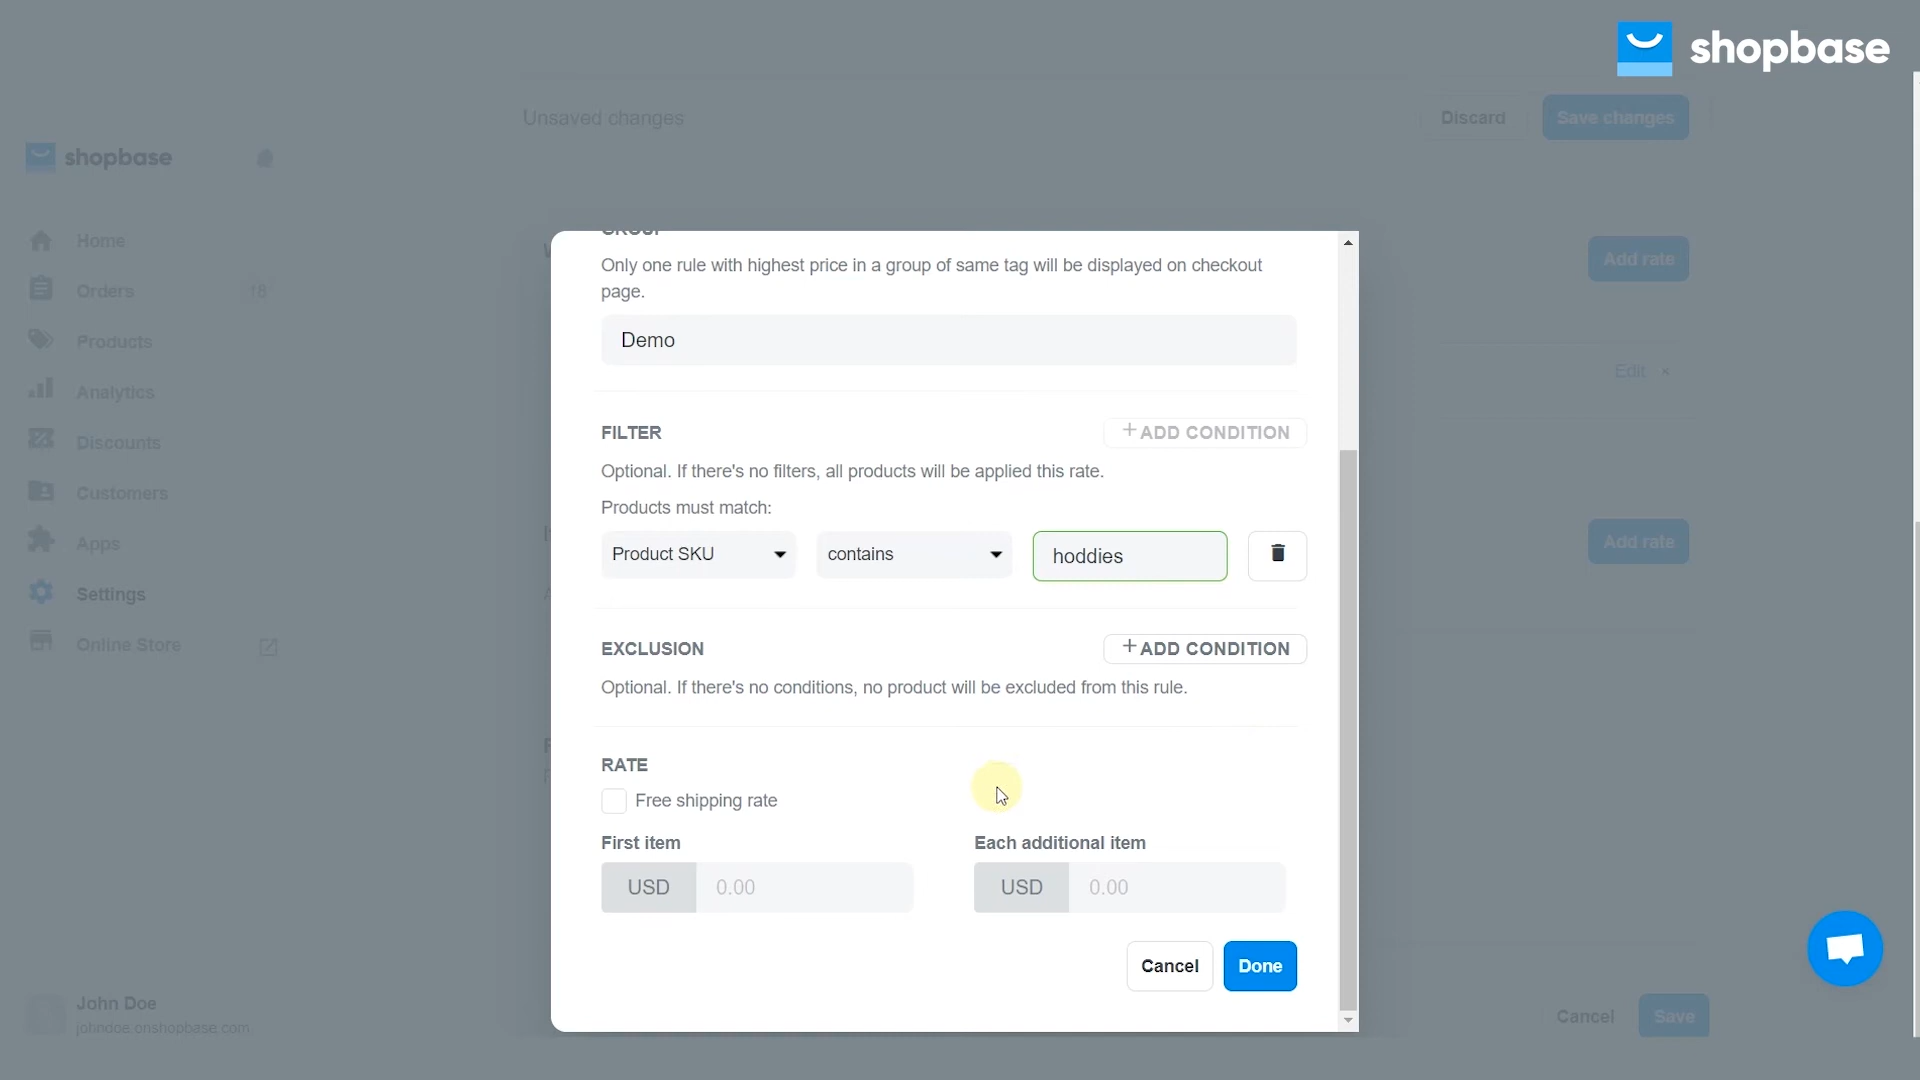 shopbase
Unsaved changes
Discard
Save changes
shopbase
Home
Orders
18
Products
Analytics
Discounts
Customers
Apps
Settings
Online Store
John Doe
johndoe.onshopbase.com
Add rate
Edit
Add rate
Cancel
Save
GROUP
Only one rule with highest price in a group of same tag will be displayed on checkout
page.
Demo
FILTER
+ADD CONDITION
Optional. If there's no filters, all products will be applied this rate.
Products must match:
Product SKU
contains
hoddies
EXCLUSION
+ADD CONDITION
Optional. If there's no conditions, no product will be excluded from this rule.
RATE
Free shipping rate
First item
Each additional item
USD
0.00
USD
0.00
Cancel
Done